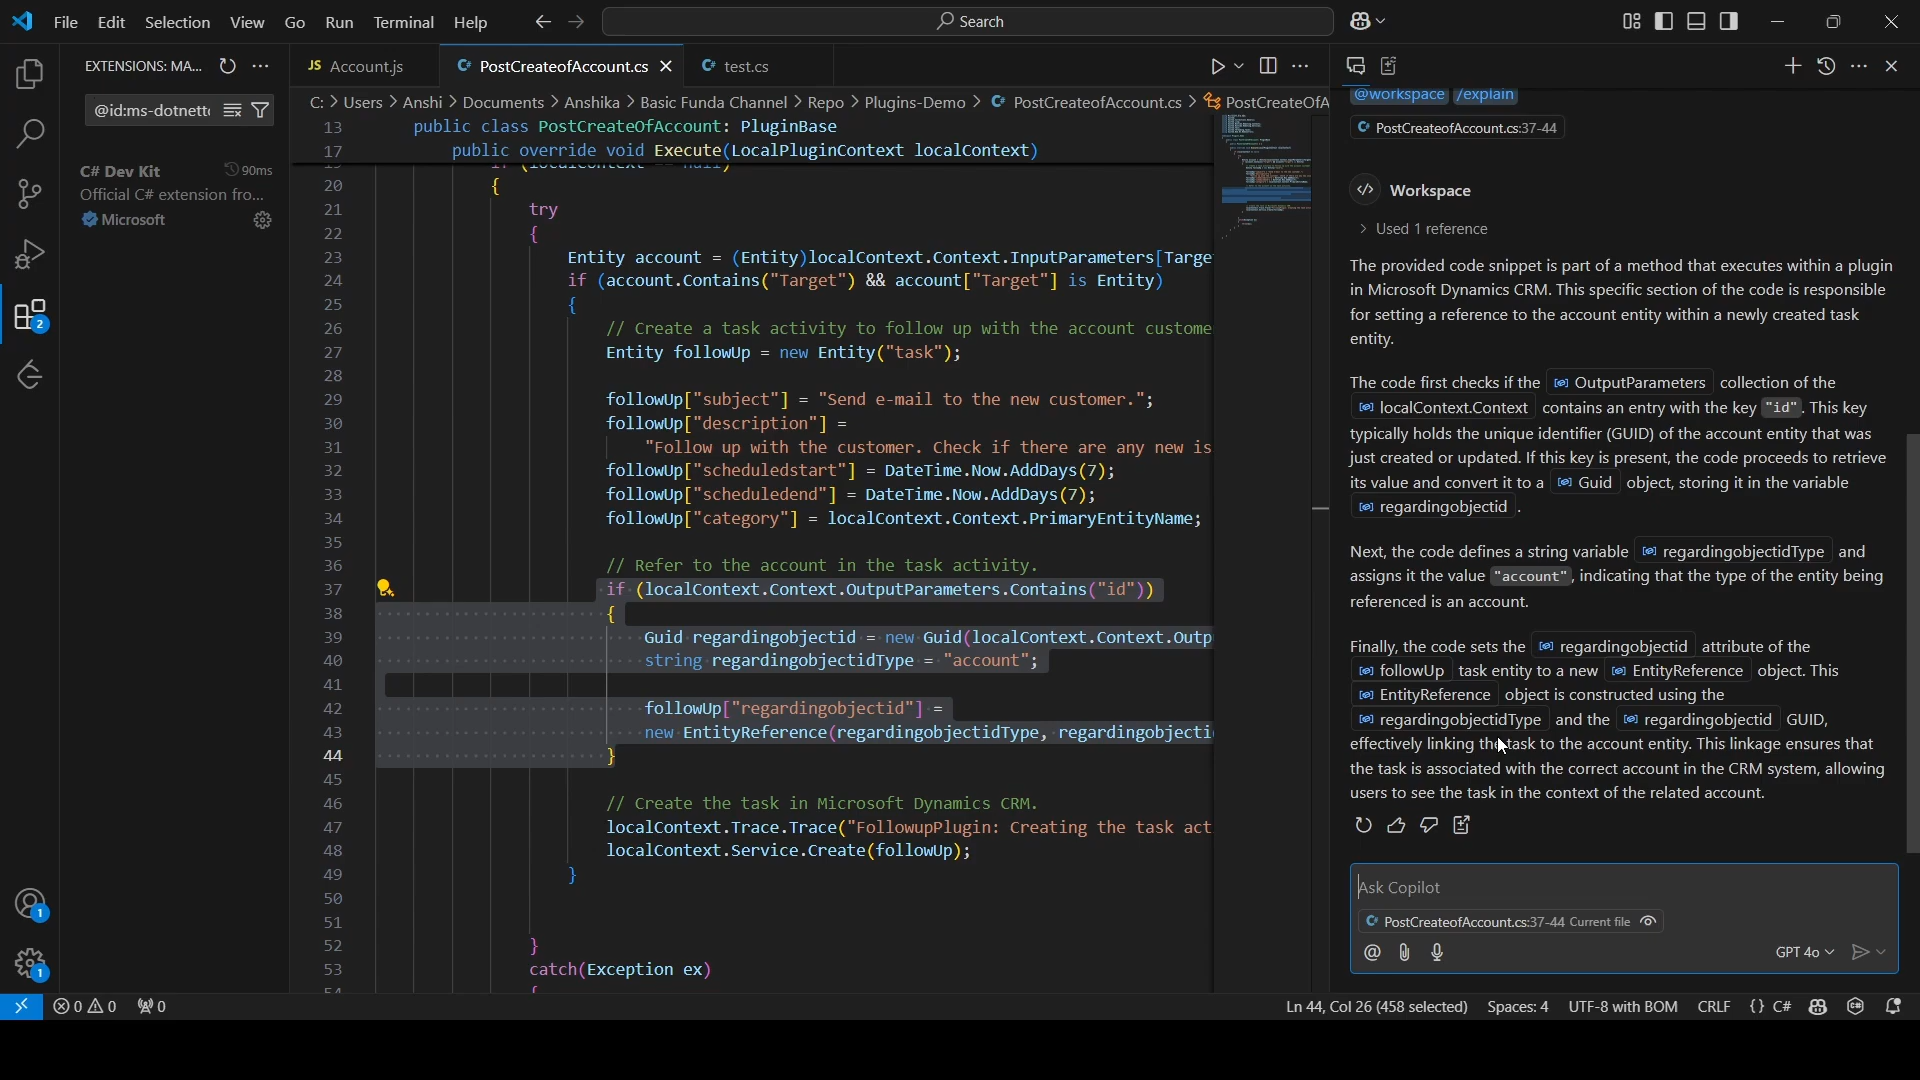 File Edit Selection View Go Run Terminal Help
Search
EXTENSIONS: MA...
@id:ms-dotnett
C# Dev Kit 90ms
Official C# extension fro...
Microsoft
2
1
1
JS Account.js
C# PostCreateofAccount.cs
C# test.cs
C: > Users > Anshi > Documents > Anshika > Basic Funda Channel > Repo > Plugins-Demo > C# PostCreateofAccount.cs > PostCreateOfA
13 public class PostCreateOfAccount: PluginBase
17 public override void Execute(LocalPluginContext localContext)
20 {
21 try
22 {
23 Entity account = (Entity)localContext.Context.InputParameters[Targe
24 if (account.Contains("Target") && account["Target"] is Entity)
25 {
26 // Create a task activity to follow up with the account custome
27 Entity followUp = new Entity("task");
28
29 followUp["subject"] = "Send e-mail to the new customer.";
30 followUp["description"] =
31 "Follow up with the customer. Check if there are any new is
32 followUp["scheduledstart"] = DateTime.Now.AddDays(7);
33 followUp["scheduledend"] = DateTime.Now.AddDays(7);
34 followUp["category"] = localContext.Context.PrimaryEntityName;
35
36 // Refer to the account in the task activity.
37 if (localContext.Context.OutputParameters.Contains("id"))
38 {
39 Guid regardingobjectid = new Guid(localContext.Context.Outp
40 string regardingobjectidType = "account";
41
42 followUp["regardingobjectid"] =
43 new EntityReference(regardingobjectidType, regardingobjecti
44 }
45
46 // Create the task in Microsoft Dynamics CRM.
47 localContext.Trace.Trace("FollowupPlugin: Creating the task act
48 localContext.Service.Create(followUp);
49 }
50
51
52 }
53 catch(Exception ex)
@workspace /explain
C# PostCreateofAccount.cs:37-44
Workspace
> Used 1 reference
The provided code snippet is part of a method that executes within a plugin
in Microsoft Dynamics CRM. This specific section of the code is responsible
for setting a reference to the account entity within a newly created task
entity.
The code first checks if the OutputParameters collection of the
localContext.Context contains an entry with the key "id". This key
typically holds the unique identifier (GUID) of the account entity that was
just created or updated. If this key is present, the code proceeds to retrieve
its value and convert it to a Guid object, storing it in the variable
regardingobjectid .
Next, the code defines a string variable regardingobjectidType and
assigns it the value "account", indicating that the type of the entity being
referenced is an account.
Finally, the code sets the regardingobjectid attribute of the
followUp task entity to a new EntityReference object. This
EntityReference object is constructed using the
regardingobjectidType and the regardingobjectid GUID,
effectively linking the task to the account entity. This linkage ensures that
the task is associated with the correct account in the CRM system, allowing
users to see the task in the context of the related account.
Ask Copilot
C# PostCreateofAccount.cs:37-44 Current file
@ GPT 4o
0 0 0
Ln 44, Col 26 (458 selected) Spaces: 4 UTF-8 with BOM CRLF {} C#